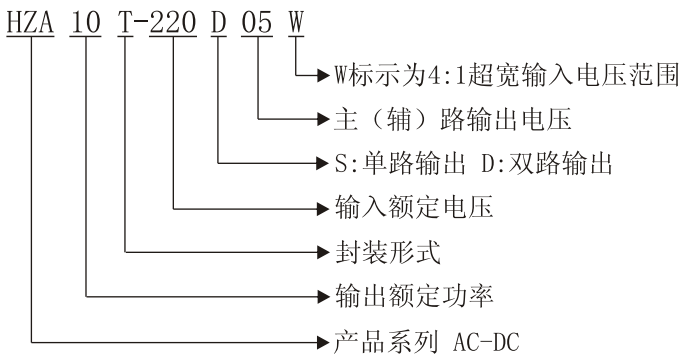 HZA 10 T-220 D 05 W
W标示为4:1超宽输入电压范围
主（辅）路输出电压
S:单路输出 D:双路输出
输入额定电压
封装形式
输出额定功率
产品系列 AC-DC